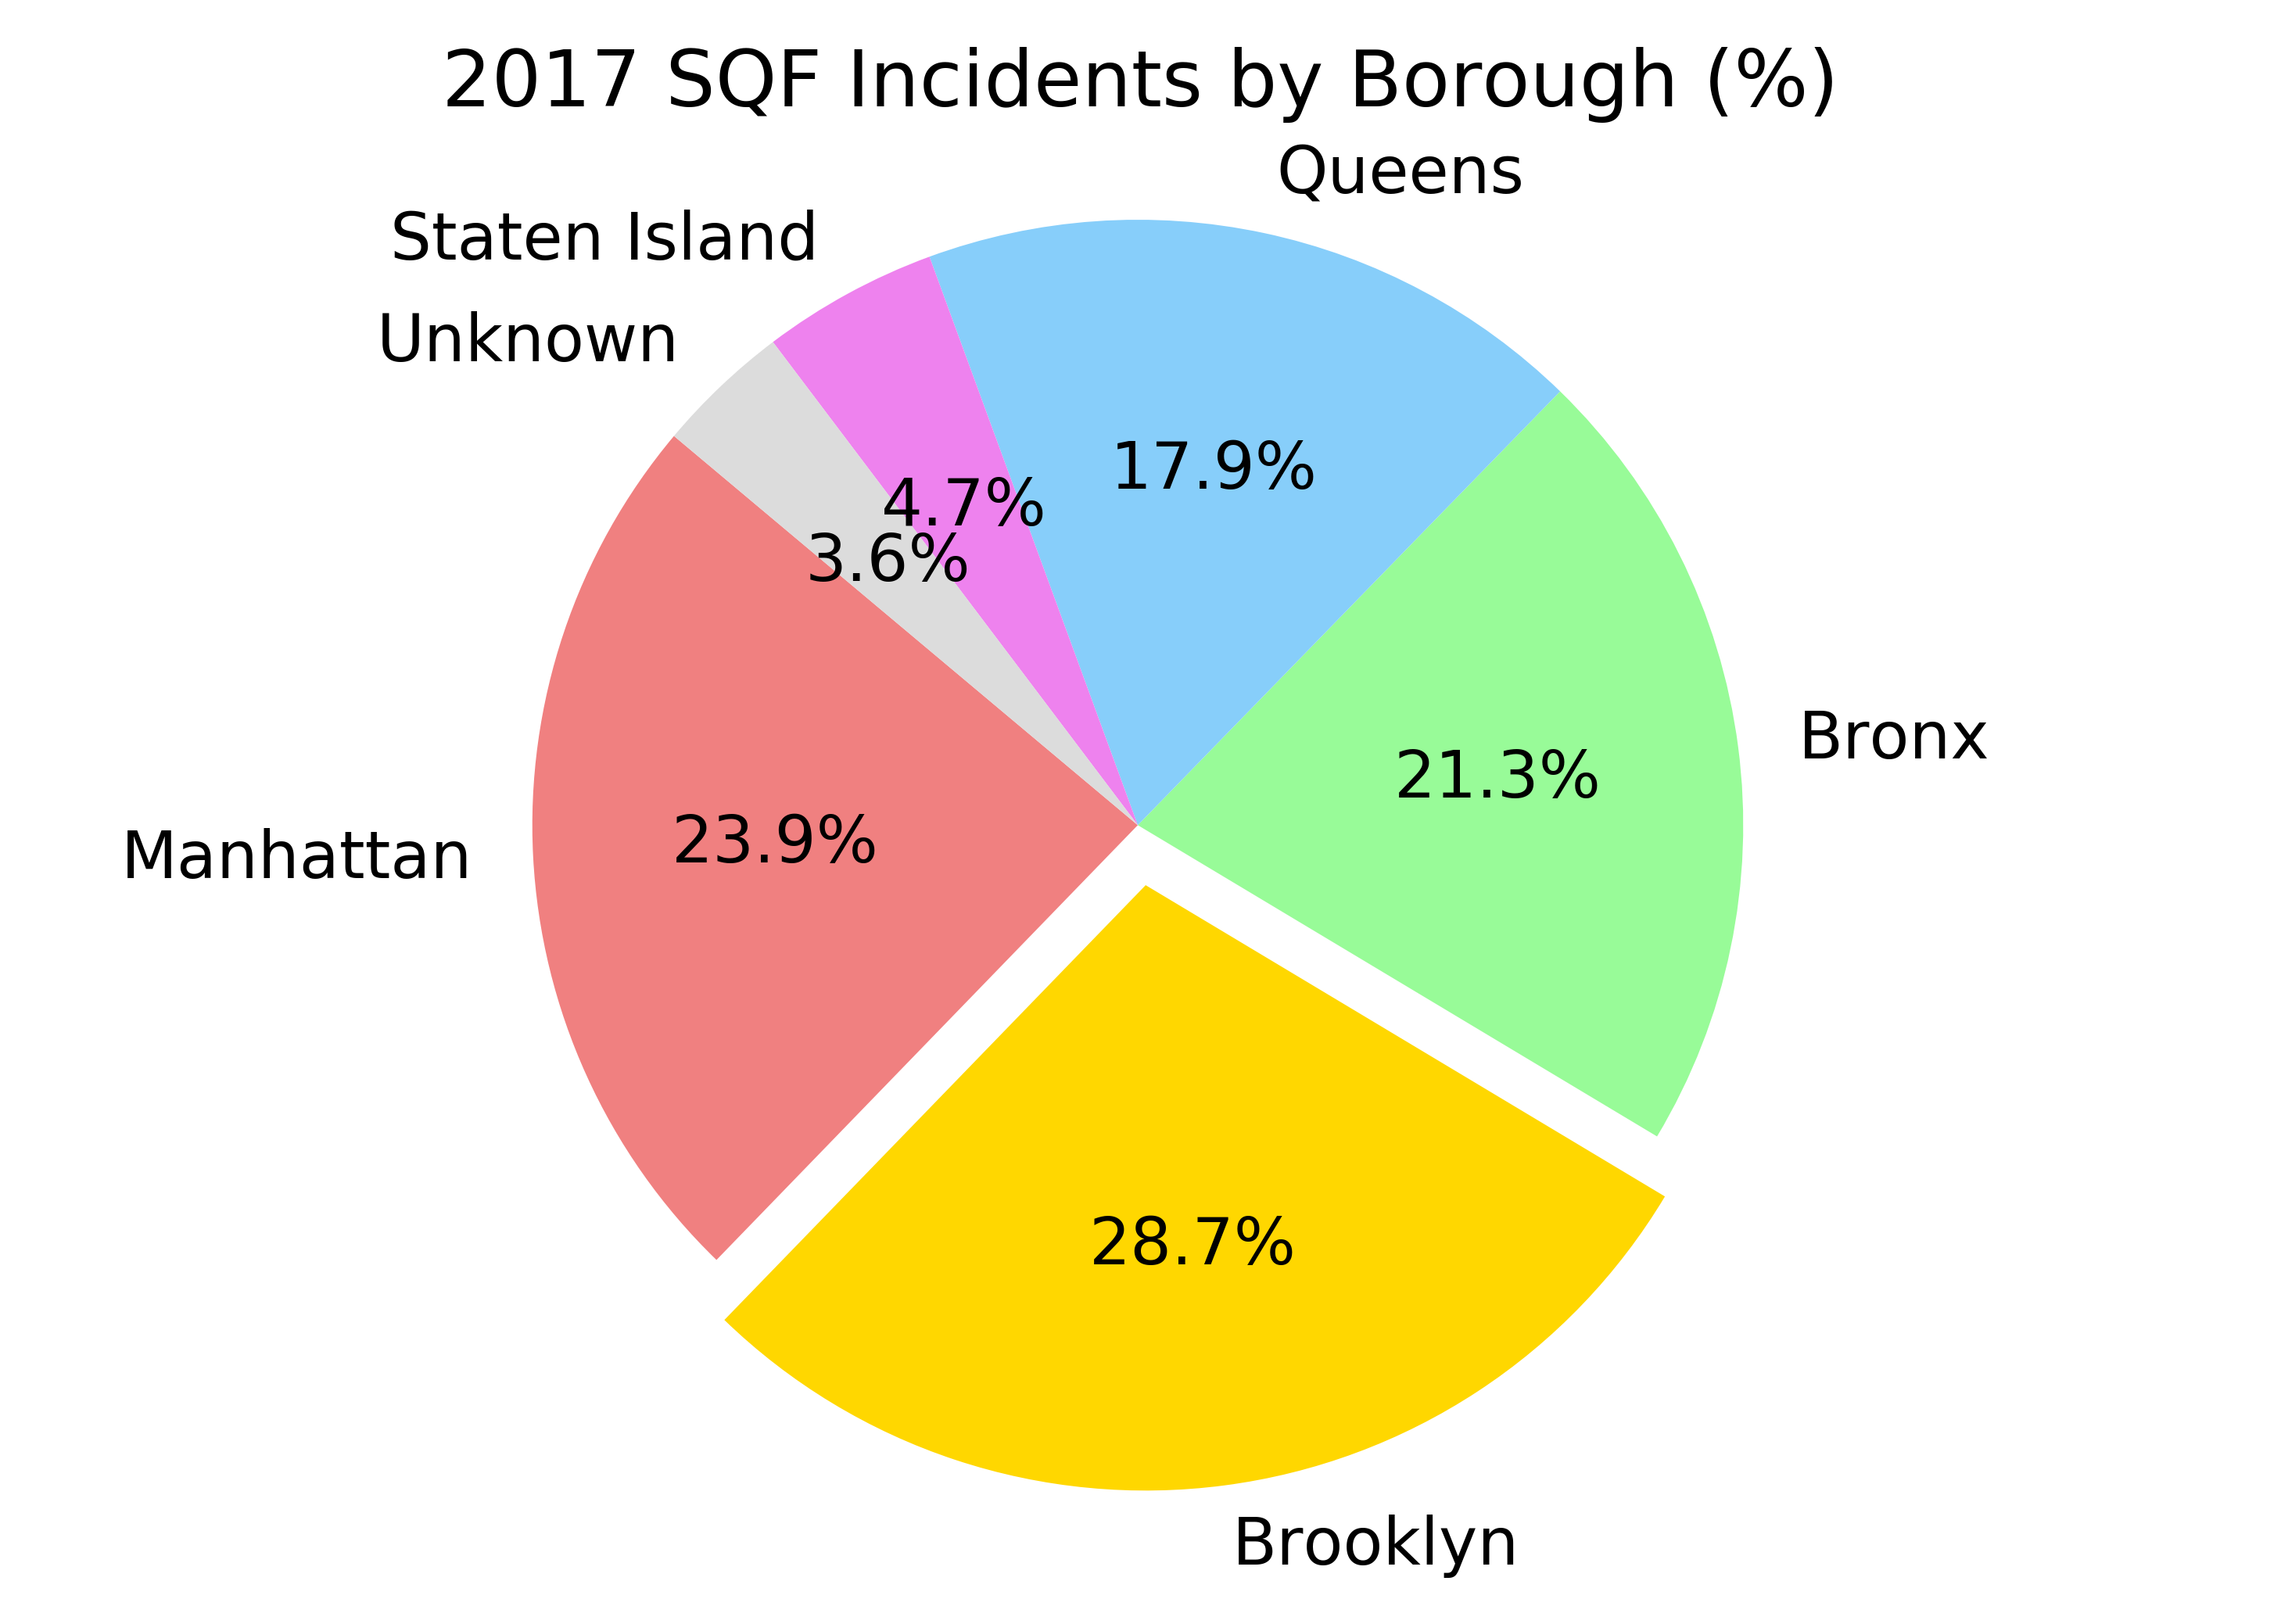 2017 SQF Incidents by Borough (%)
Queens
Staten Island
Unknown
17.9%
4.7%
3.6%
Bronx
21.3%
Manhattan
23.9%
28.7%
Brooklyn